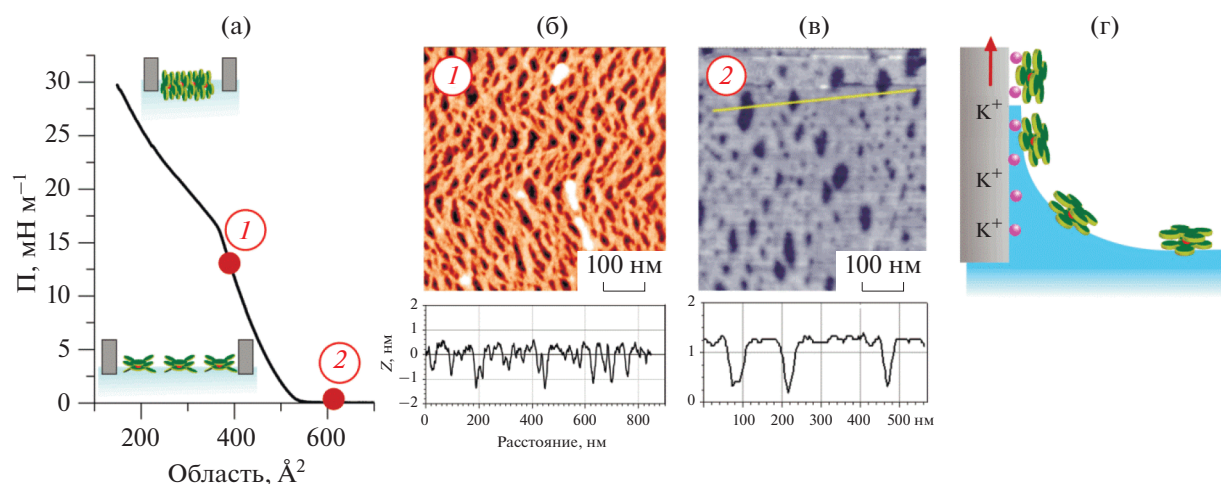 (а)
(б)
(в)
(г)
П, мН м⁻¹
30
25
20
15
10
5
0
200
400
600
Область, Å²
1
2
1
100 нм
Z, нм
2
1
0
−1
−2
0
200
400
600
800
Расстояние, нм
2
100 нм
2
1
0
100
200
300
400
500 нм
K⁺
K⁺
K⁺